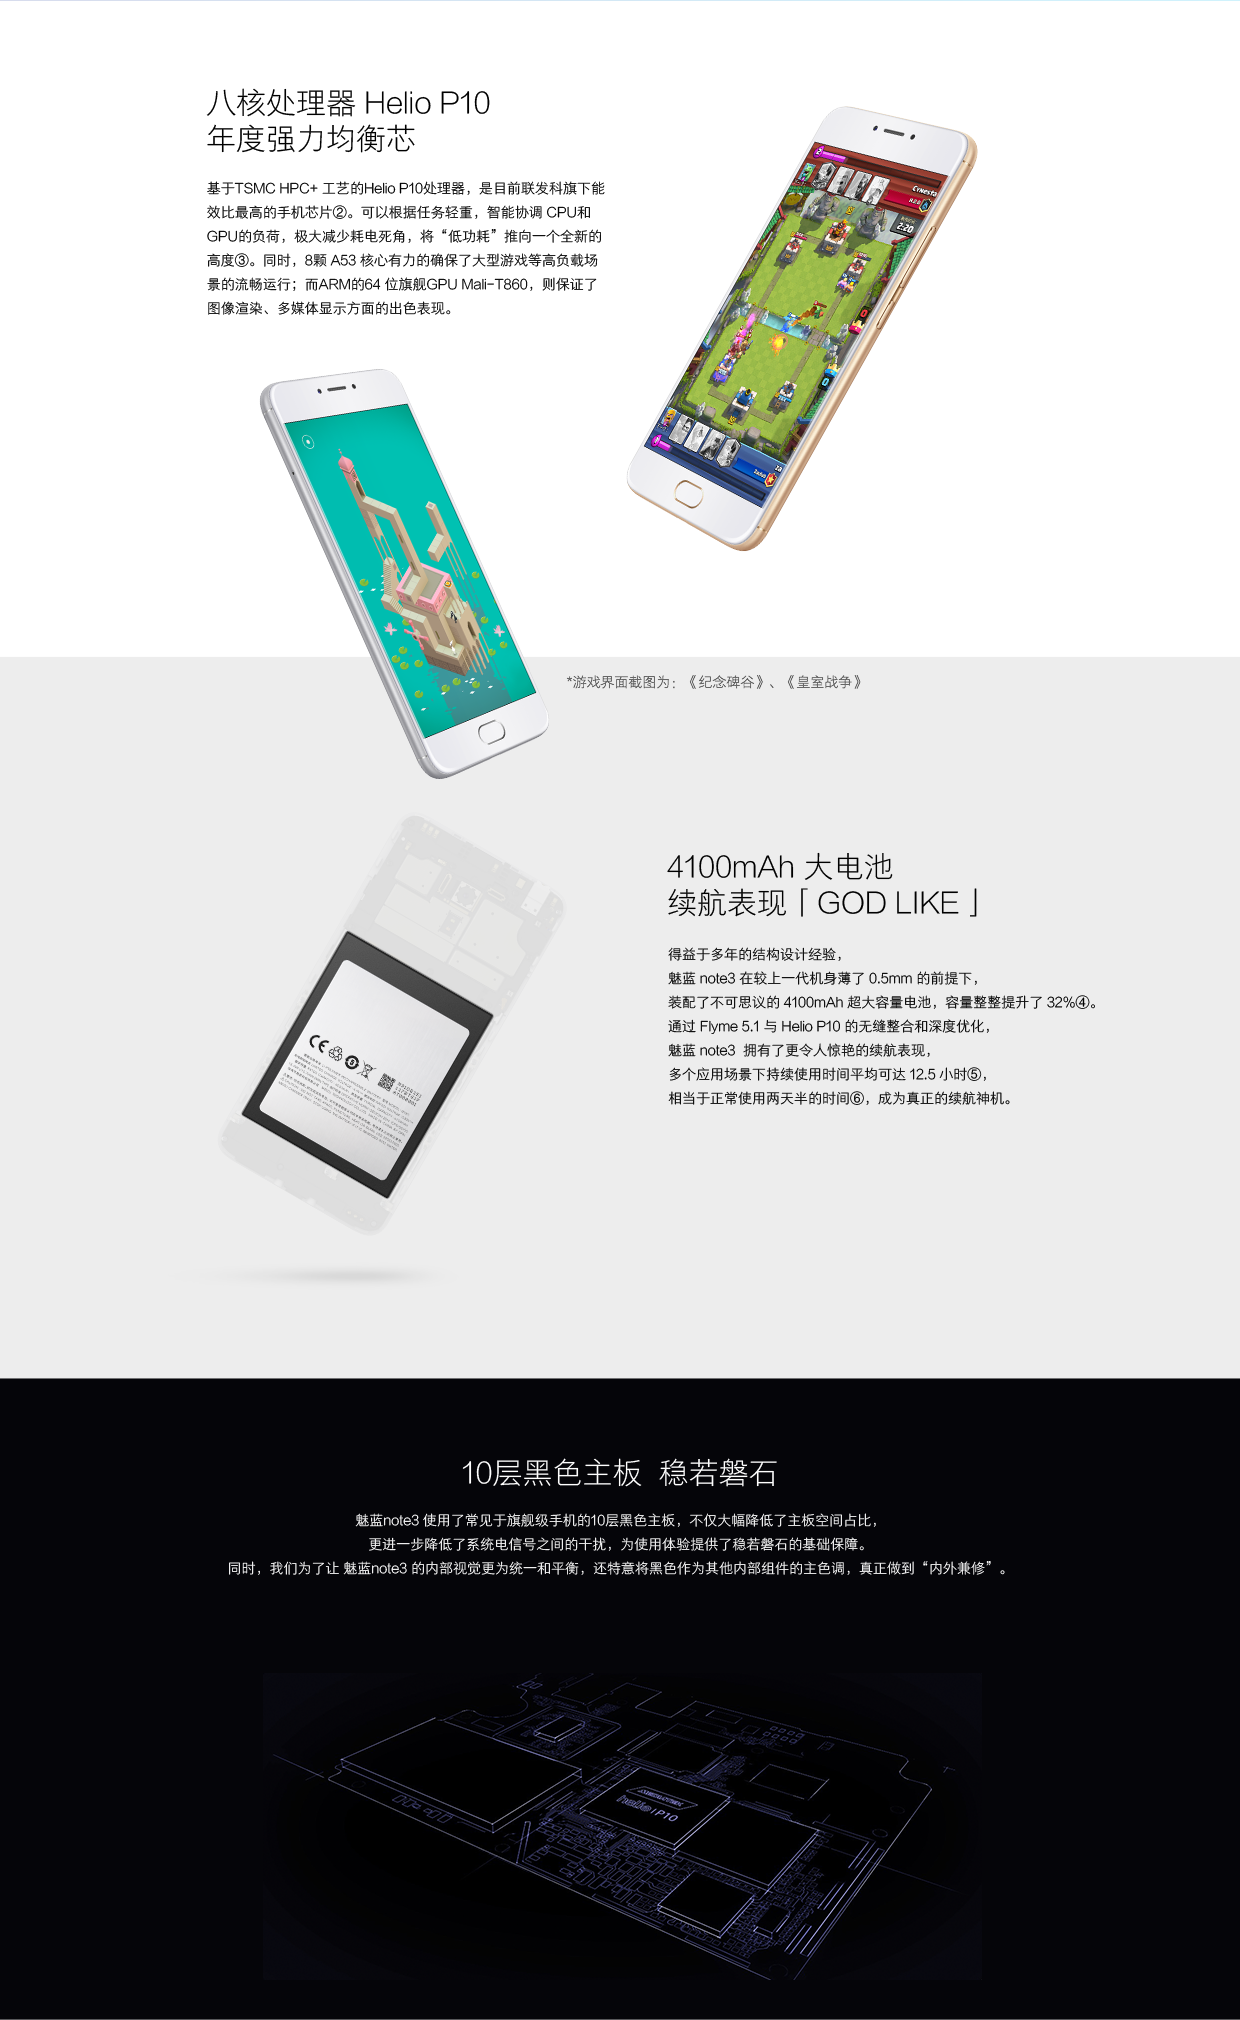 八核处理器 Helio P10
年度强力均衡芯
基于TSMC HPC+ 工艺的Helio P10处理器，是目前联发科旗下能
效比最高的手机芯片②。可以根据任务轻重，智能协调 CPU和
GPU的负荷，极大减少耗电死角，将“低功耗”推向一个全新的
高度③。同时，8颗 A53 核心有力的确保了大型游戏等高负载场
景的流畅运行；而ARM的64 位旗舰GPU Mali-T860，则保证了
图像渲染、多媒体显示方面的出色表现。
2:20
0
0
*游戏界面截图为：《纪念碑谷》、《皇室战争》
4100mAh 大电池
续航表现「 GOD LIKE 」
得益于多年的结构设计经验，
魅蓝 note3 在较上一代机身薄了 0.5mm 的前提下，
装配了不可思议的 4100mAh 超大容量电池，容量整整提升了 32%④。
通过 Flyme 5.1 与 Helio P10 的无缝整合和深度优化，
魅蓝 note3 拥有了更令人惊艳的续航表现，
多个应用场景下持续使用时间平均可达 12.5 小时⑤，
相当于正常使用两天半的时间⑥，成为真正的续航神机。
CE
10层黑色主板 稳若磐石
魅蓝note3 使用了常见于旗舰级手机的10层黑色主板，不仅大幅降低了主板空间占比，
更进一步降低了系统电信号之间的干扰，为使用体验提供了稳若磐石的基础保障。
同时，我们为了让 魅蓝note3 的内部视觉更为统一和平衡，还特意将黑色作为其他内部组件的主色调，真正做到“内外兼修”。
helio P10